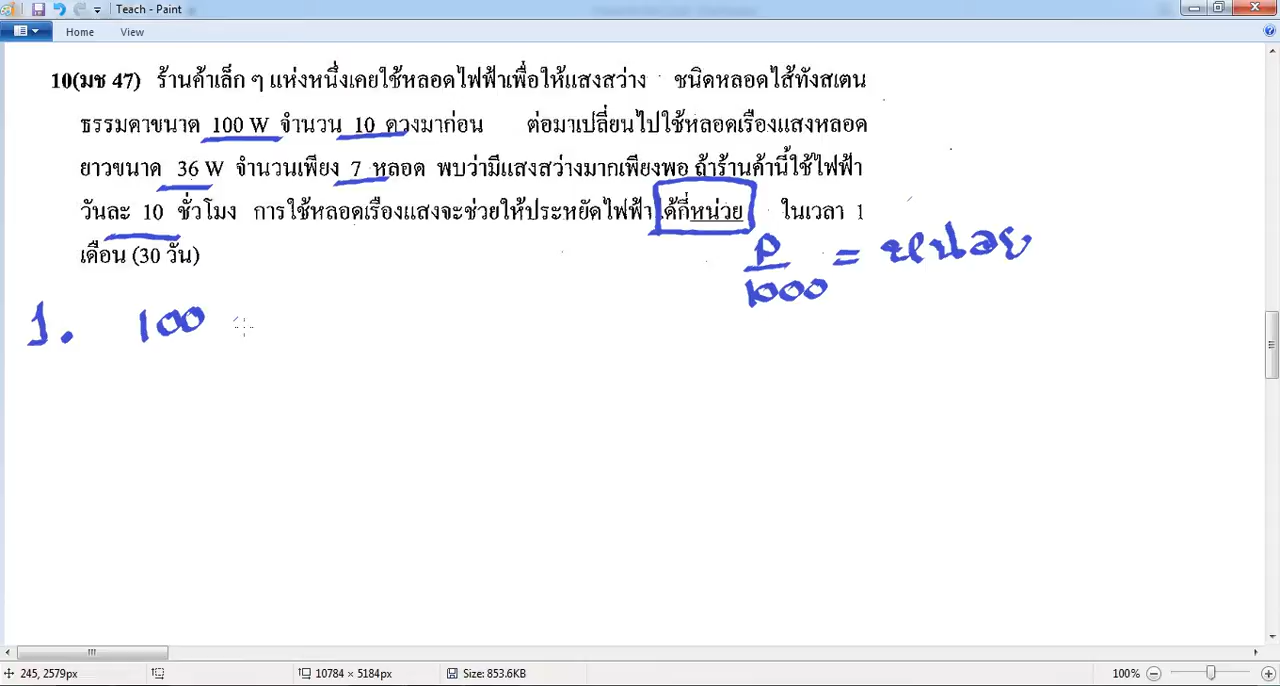 Teach - Paint
Home View
10(มช 47) ร้านค้าเล็ก ๆ แห่งหนึ่งเคยใช้หลอดไฟฟ้าเพื่อให้แสงสว่าง ชนิดหลอดไส้ทังสเตน
ธรรมดาขนาด 100 W จำนวน 10 ดวงมาก่อน ต่อมาเปลี่ยนไปใช้หลอดเรืองแสงหลอด
ยาวขนาด 36 W จำนวนเพียง 7 หลอด พบว่ามีแสงสว่างมากเพียงพอ ถ้าร้านค้านี้ใช้ไฟฟ้า
วันละ 10 ชั่วโมง การใช้หลอดเรืองแสงจะช่วยให้ประหยัดไฟฟ้าได้กี่หน่วย ในเวลา 1
เดือน (30 วัน)
P/1000 = หน่วย
1. 100
245, 2579px 10784 × 5184px Size: 853.6KB 100%